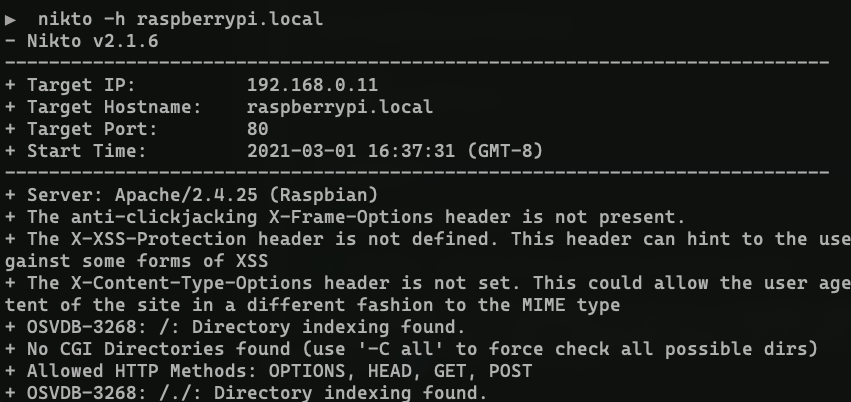 ▶  nikto -h raspberrypi.local
- Nikto v2.1.6
---------------------------------------------------------------------------
+ Target IP:          192.168.0.11
+ Target Hostname:    raspberrypi.local
+ Target Port:        80
+ Start Time:         2021-03-01 16:37:31 (GMT-8)
---------------------------------------------------------------------------
+ Server: Apache/2.4.25 (Raspbian)
+ The anti-clickjacking X-Frame-Options header is not present.
+ The X-XSS-Protection header is not defined. This header can hint to the use
gainst some forms of XSS
+ The X-Content-Type-Options header is not set. This could allow the user age
tent of the site in a different fashion to the MIME type
+ OSVDB-3268: /: Directory indexing found.
+ No CGI Directories found (use '-C all' to force check all possible dirs)
+ Allowed HTTP Methods: OPTIONS, HEAD, GET, POST
+ OSVDB-3268: /./: Directory indexing found.